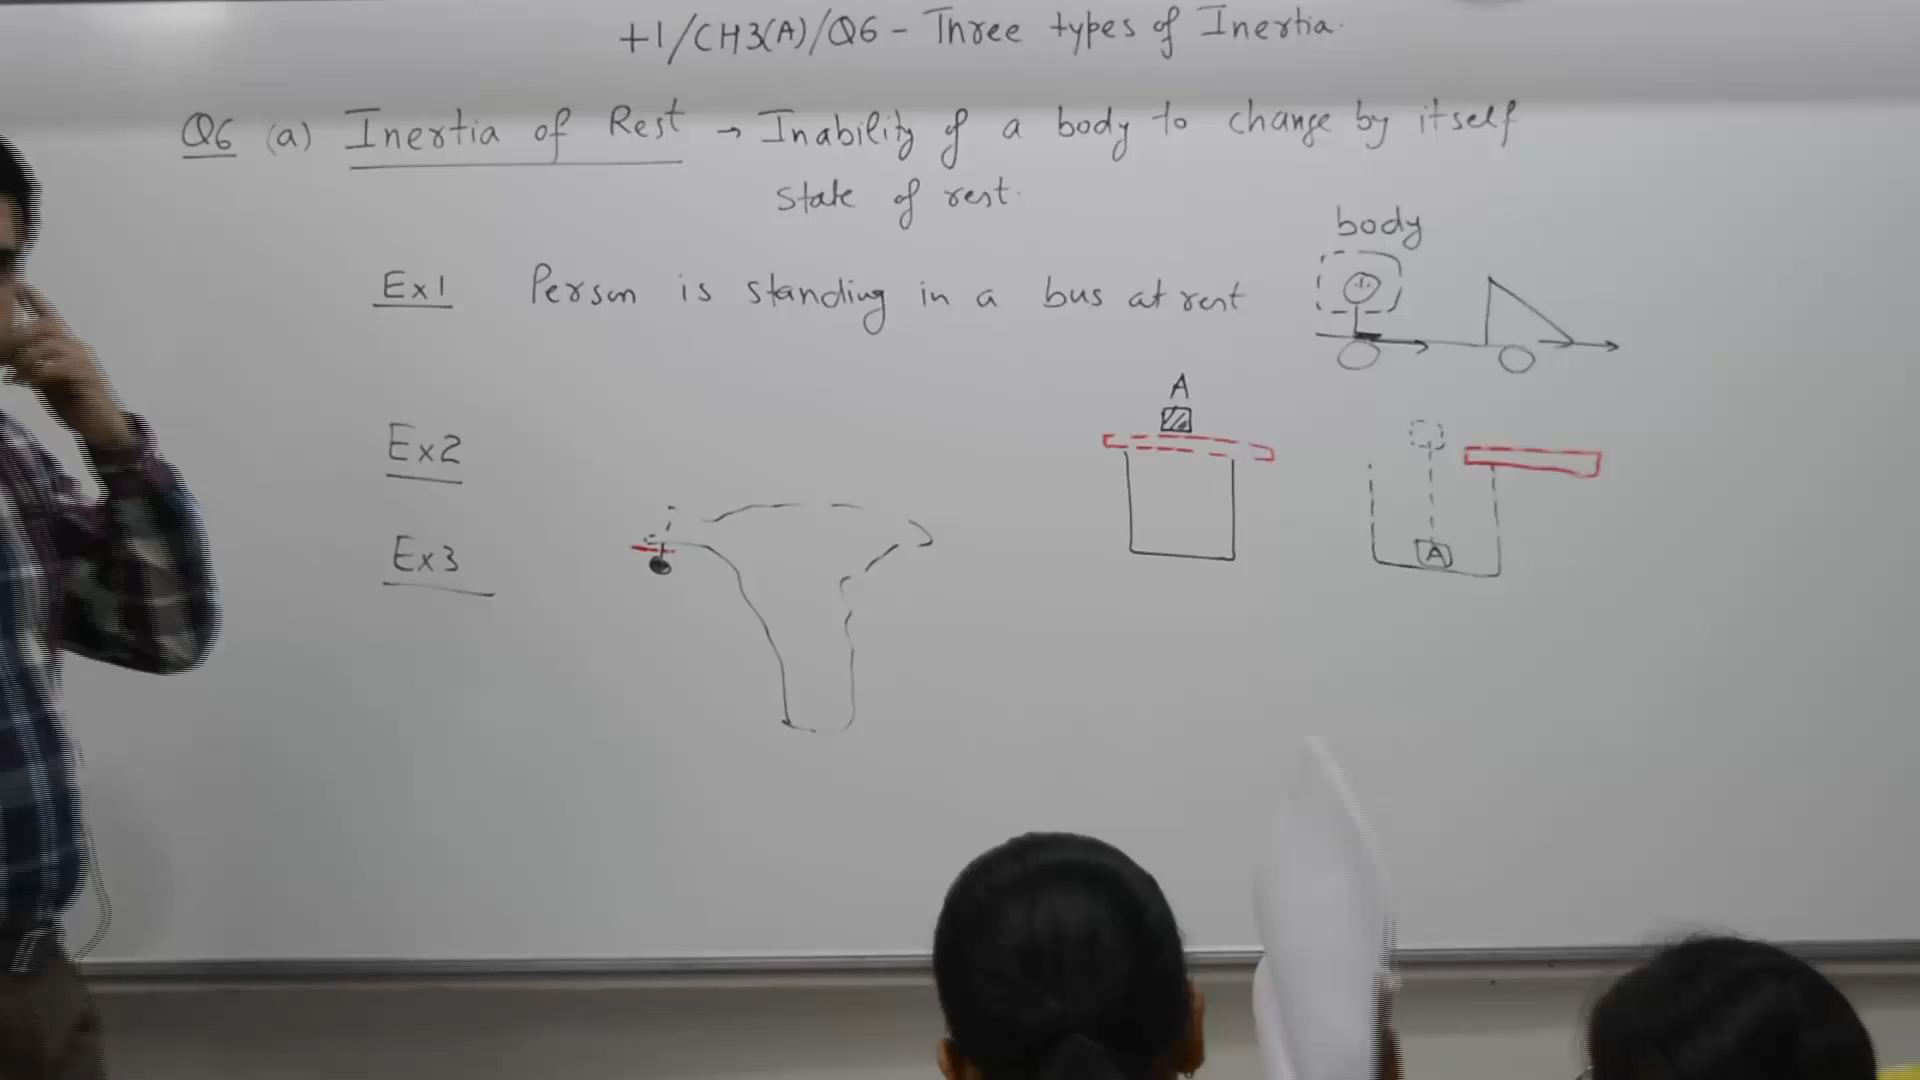 +1/CH3(A)/Q6 - Three types of Inertia.
Q6 (a) Inertia of Rest → Inability of a body to change by itself
state of rest.
body
Ex1 Person is standing in a bus at rest
A
Ex2
A
Ex3